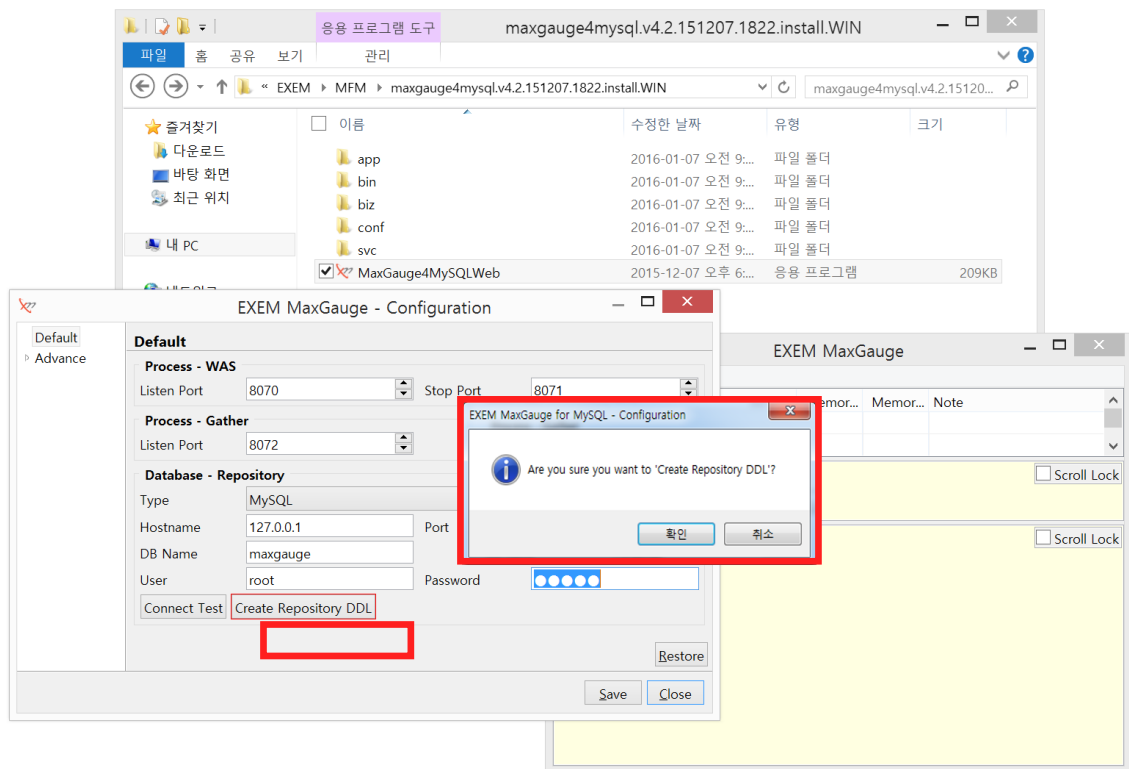 응용 프로그램 도구
maxgauge4mysql.v4.2.151207.1822.install.WIN
파일 홈 공유 보기 관리
« EXEM MFM maxgauge4mysql.v4.2.151207.1822.install.WIN
maxgauge4mysql.v4.2.15120...
즐겨찾기
다운로드
바탕 화면
최근 위치
내 PC
이름 수정한 날짜 유형 크기
app 2016-01-07 오전 9:... 파일 폴더
bin 2016-01-07 오전 9:... 파일 폴더
biz 2016-01-07 오전 9:... 파일 폴더
conf 2016-01-07 오전 9:... 파일 폴더
svc 2016-01-07 오전 9:... 파일 폴더
MaxGauge4MySQLWeb 2015-12-07 오후 6:... 응용 프로그램 209KB
EXEM MaxGauge - Configuration
Default
Advance
Default
Process - WAS
Listen Port 8070 Stop Port 8071
Process - Gather
Listen Port 8072
Database - Repository
Type MySQL
Hostname 127.0.0.1 Port
DB Name maxgauge
User root Password
Connect Test Create Repository DDL
Restore
Save Close
EXEM MaxGauge for MySQL - Configuration
Are you sure you want to 'Create Repository DDL'?
확인 취소
EXEM MaxGauge
Memor... Note
Scroll Lock
Scroll Lock